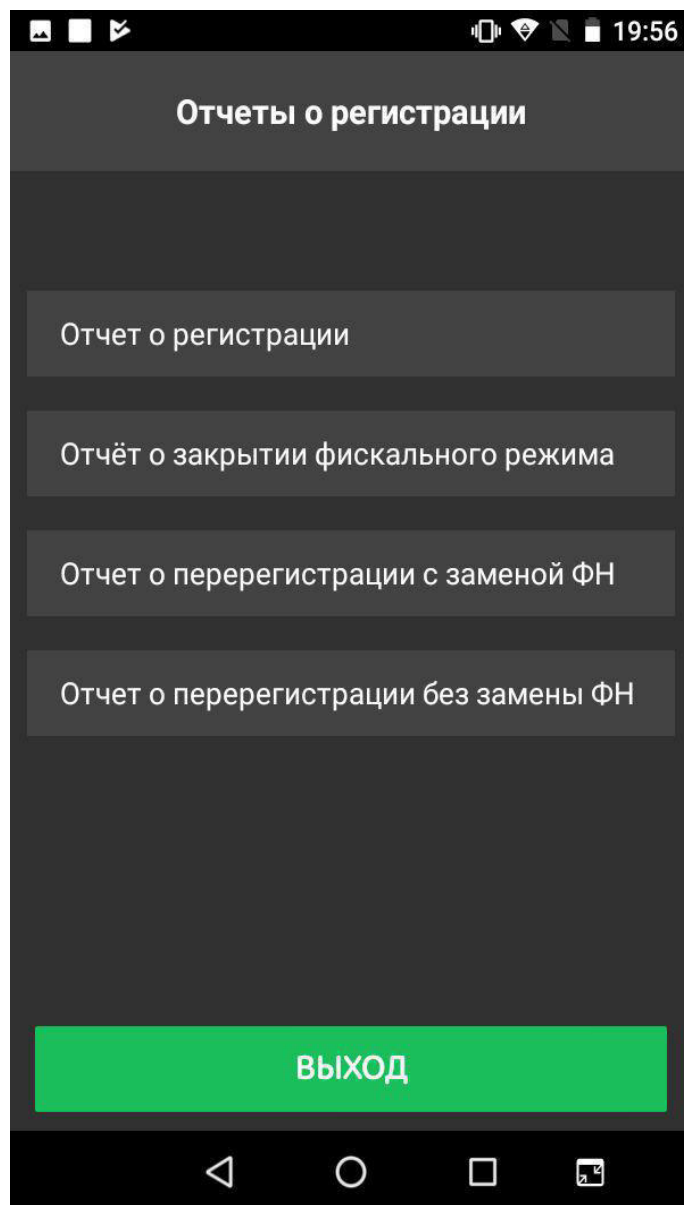 19:56
Отчеты о регистрации
Отчет о регистрации
Отчёт о закрытии фискального режима
Отчет о перерегистрации с заменой ФН
Отчет о перерегистрации без замены ФН
ВЫХОД